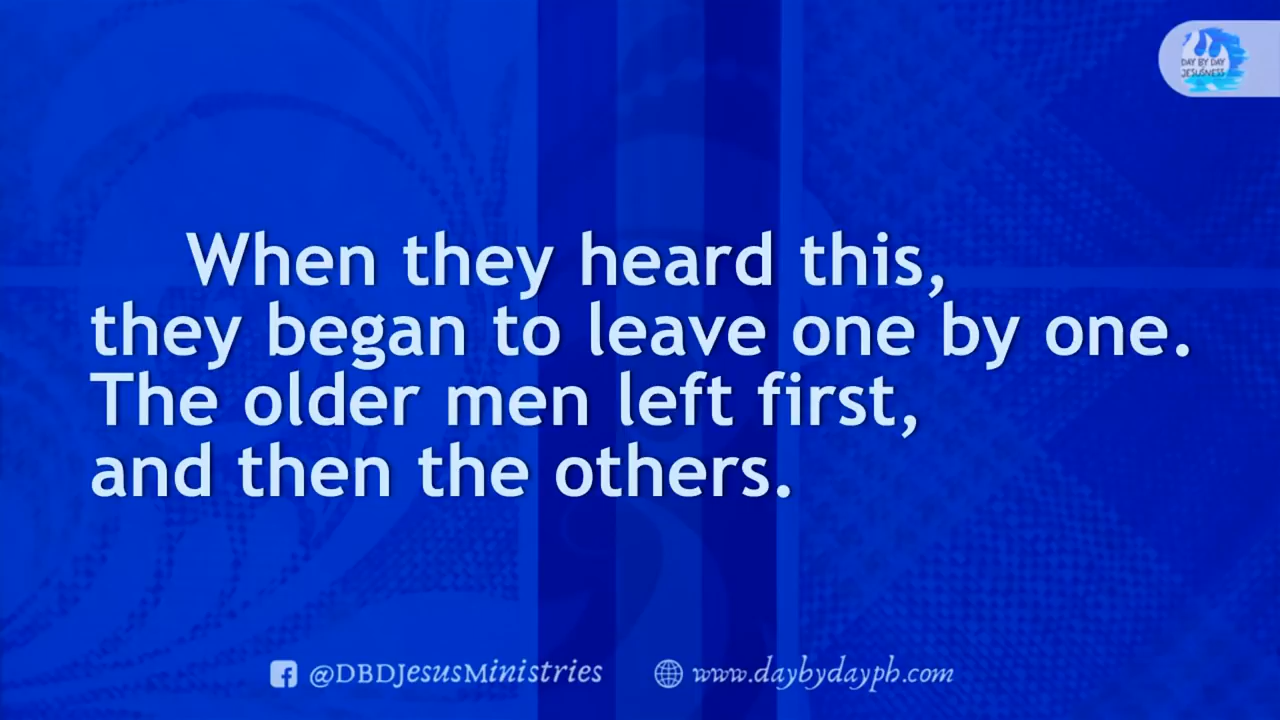 DAY BY DAY
JESUSNESS
When they heard this,
they began to leave one by one.
The older men left first,
and then the others.
@DBDJesusMinistries
www.daybydayph.com